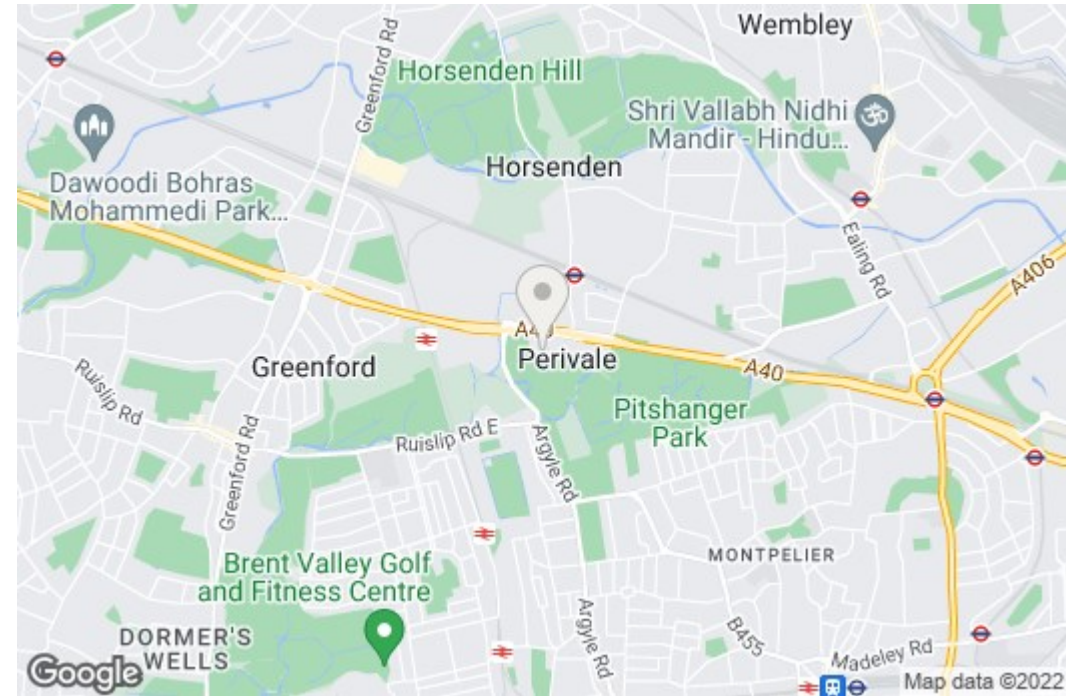 Wembley
Greenford Rd
Horsenden Hill
Shri Vallabh Nidhi
Mandir - Hindu...
Horsenden
Dawoodi Bohras
Mohammedi Park...
Ealing Rd
A406
A40
Perivale
A40
Greenford
Ruislip Rd
Pitshanger
Park
Ruislip Rd E
Argyle Rd
Greenford Rd
MONTPELIER
Brent Valley Golf
and Fitness Centre
B455
Argyle Rd
DORMER'S
WELLS
Madeley Rd
Google
Map data ©2022